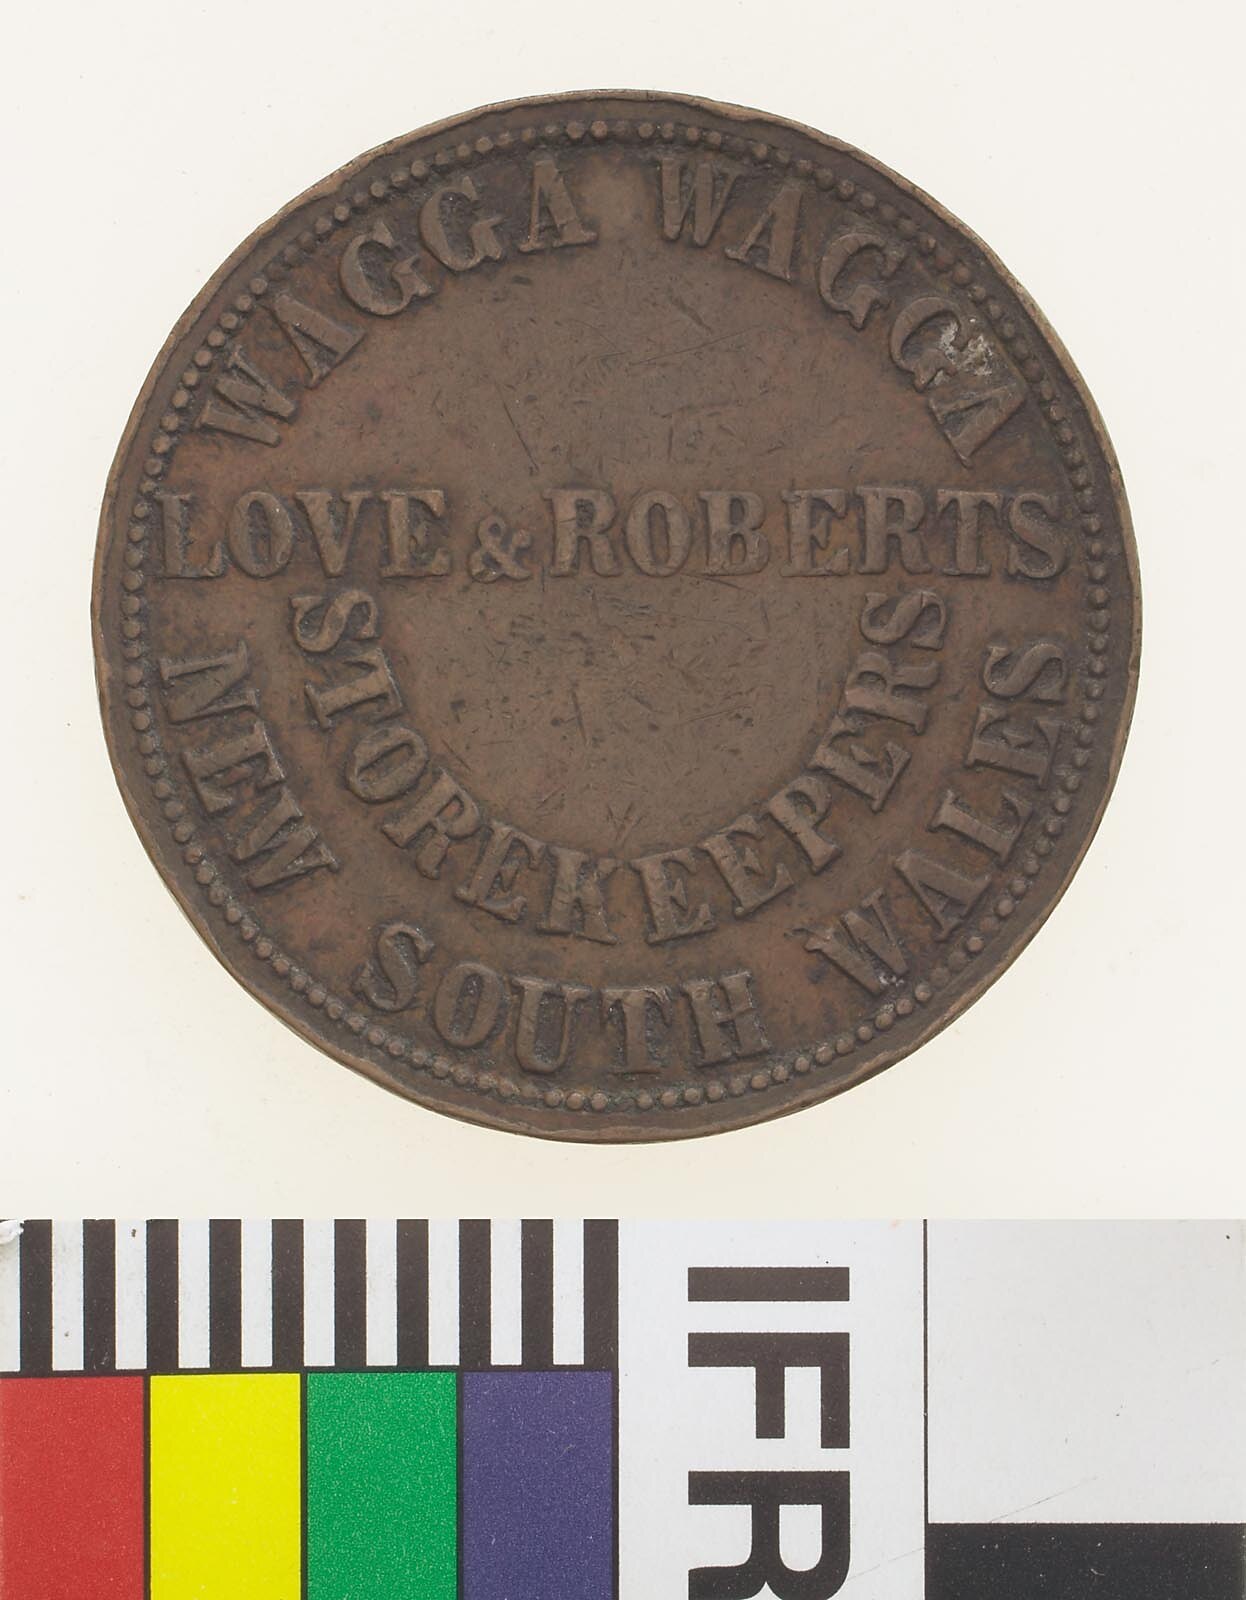 WAGGA WAGGA
LOVE & ROBERTS
STOREKEEPERS
NEW SOUTH WALES
IFR